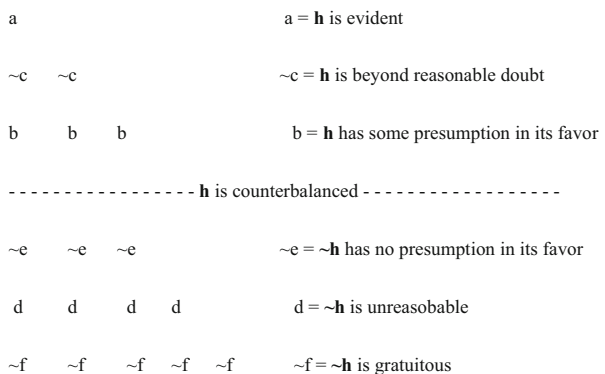 a a = h is evident
~c ~c ~c = h is beyond reasonable doubt
b b b b = h has some presumption in its favor
- - - - - - - - - - - - - - - - - h is counterbalanced - - - - - - - - - - - - - - - - - -
~e ~e ~e ~e = ~h has no presumption in its favor
d d d d d = ~h is unreasobable
~f ~f ~f ~f ~f ~f = ~h is gratuitous